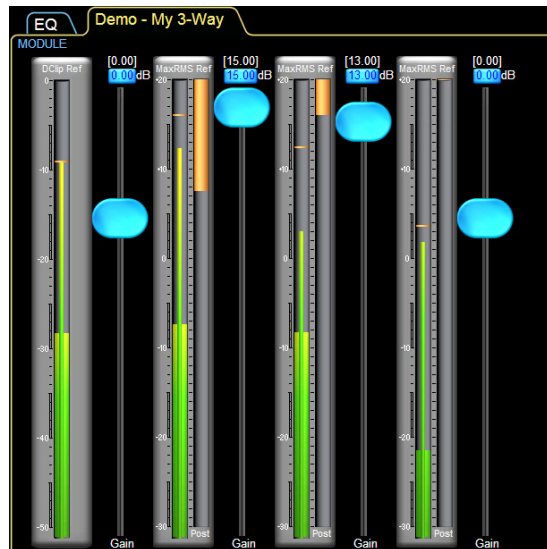 EQ
Demo - My 3-Way
MODULE
[0.00] [15.00] [13.00] [0.00]
DClip Ref 0.00 dB MaxRMS Ref 15.00 dB MaxRMS Ref 13.00 dB MaxRMS Ref 0.00 dB
0 +20 +20 +20
-10 +10 +10 +10
-20 0 0 0
-30 -10 -10 -10
-40 -20 -20 -20
-50 -30 Post -30 Post -30 Post
Gain Gain Gain Gain